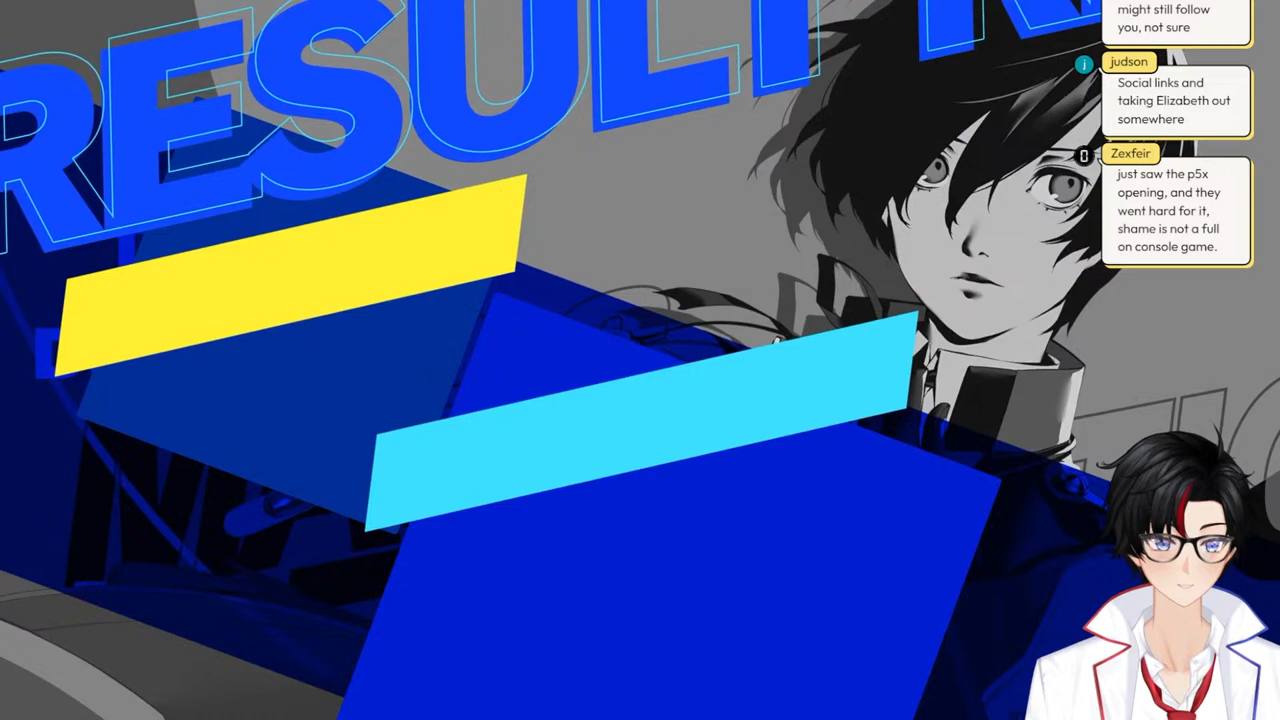 RESULT
might still follow
you, not sure
judson
Social links and
taking Elizabeth out
somewhere
Zexfeir
just saw the p5x
opening, and they
went hard for it,
shame is not a full
on console game.